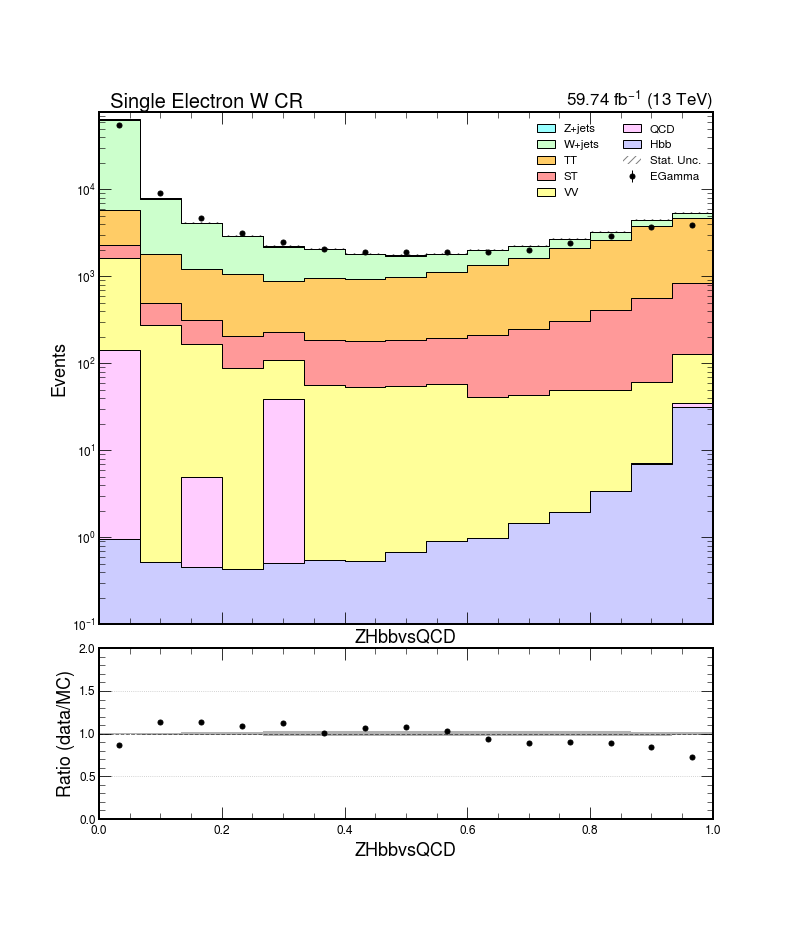 Single Electron W CR
59.74 fb⁻¹ (13 TeV)
Z+jets
W+jets
TT
ST
VV
QCD
Hbb
Stat. Unc.
EGamma
Events
10⁴
10³
10²
10¹
10⁰
10⁻¹
ZHbbvsQCD
Ratio (data/MC)
2.0
1.5
1.0
0.5
0.0
0.0 0.2 0.4 0.6 0.8 1.0
ZHbbvsQCD